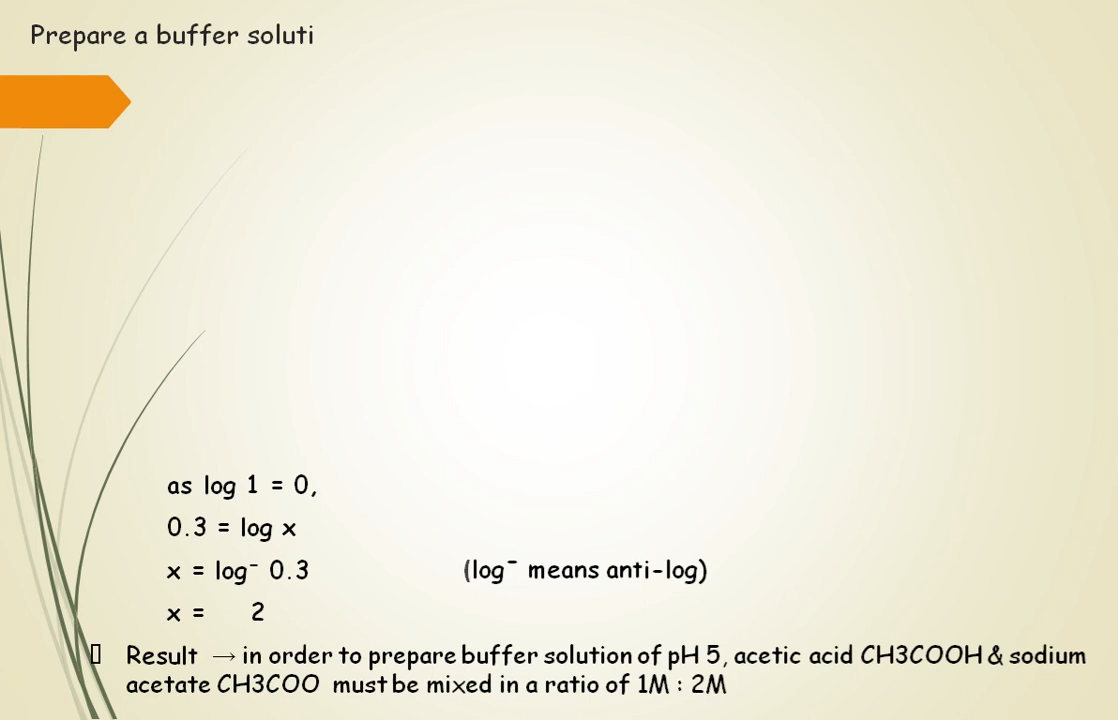 Prepare a buffer soluti
as log 1 = 0,
0.3 = log x
x = log⁻ 0.3 (log⁻ means anti-log)
x = 2
Result → in order to prepare buffer solution of pH 5, acetic acid CH3COOH & sodium
acetate CH3COO must be mixed in a ratio of 1M : 2M